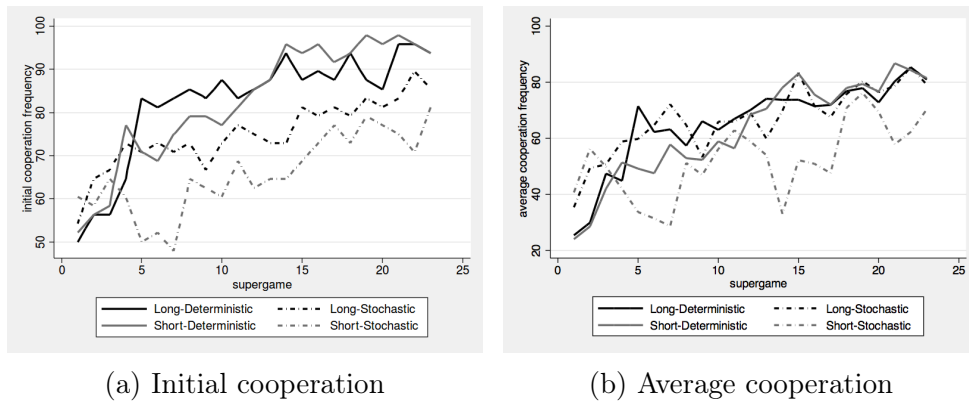 initial cooperation frequency
100
90
80
70
60
50
0 5 10 15 20 25
supergame
Long-Deterministic Long-Stochastic
Short-Deterministic Short-Stochastic
(a) Initial cooperation
average cooperation frequency
100
80
60
40
20
0 5 10 15 20 25
supergame
Long-Deterministic Long-Stochastic
Short-Deterministic Short-Stochastic
(b) Average cooperation